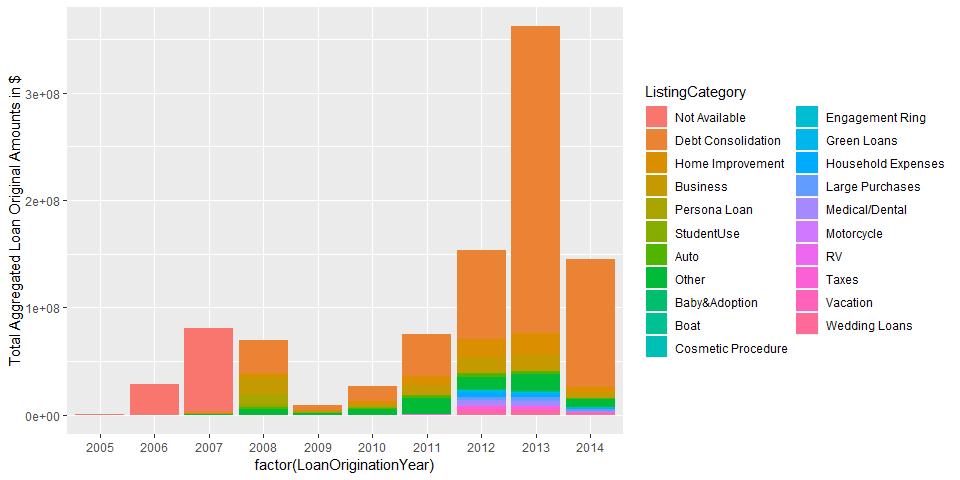 Total Aggregated Loan Original Amounts in $
3e+08
2e+08
1e+08
0e+00
2005 2006 2007 2008 2009 2010 2011 2012 2013 2014
factor(LoanOriginationYear)
ListingCategory
Not Available
Debt Consolidation
Home Improvement
Business
Persona Loan
StudentUse
Auto
Other
Baby&Adoption
Boat
Cosmetic Procedure
Engagement Ring
Green Loans
Household Expenses
Large Purchases
Medical/Dental
Motorcycle
RV
Taxes
Vacation
Wedding Loans